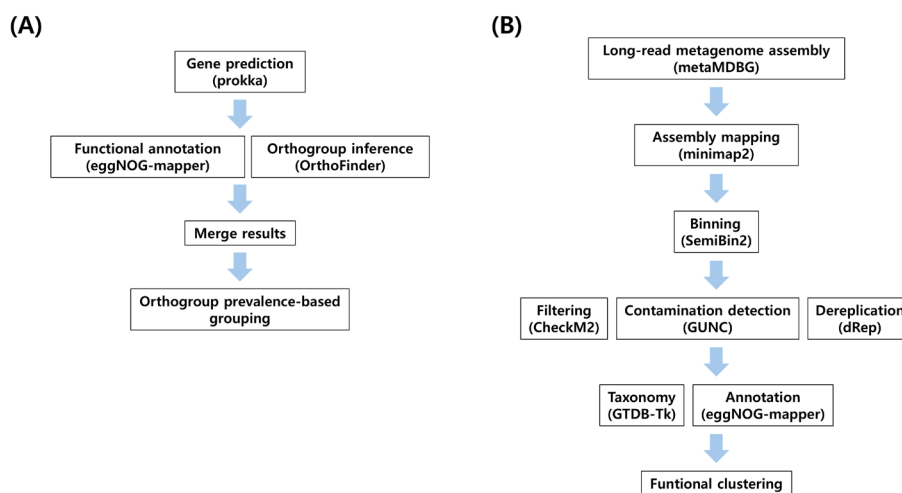 (A)
Gene prediction
(prokka)
Functional annotation
(eggNOG-mapper)
Orthogroup inference
(OrthoFinder)
Merge results
Orthogroup prevalence-based
grouping
(B)
Long-read metagenome assembly
(metaMDBG)
Assembly mapping
(minimap2)
Binning
(SemiBin2)
Filtering
(CheckM2)
Contamination detection
(GUNC)
Dereplication
(dRep)
Taxonomy
(GTDB-Tk)
Annotation
(eggNOG-mapper)
Funtional clustering